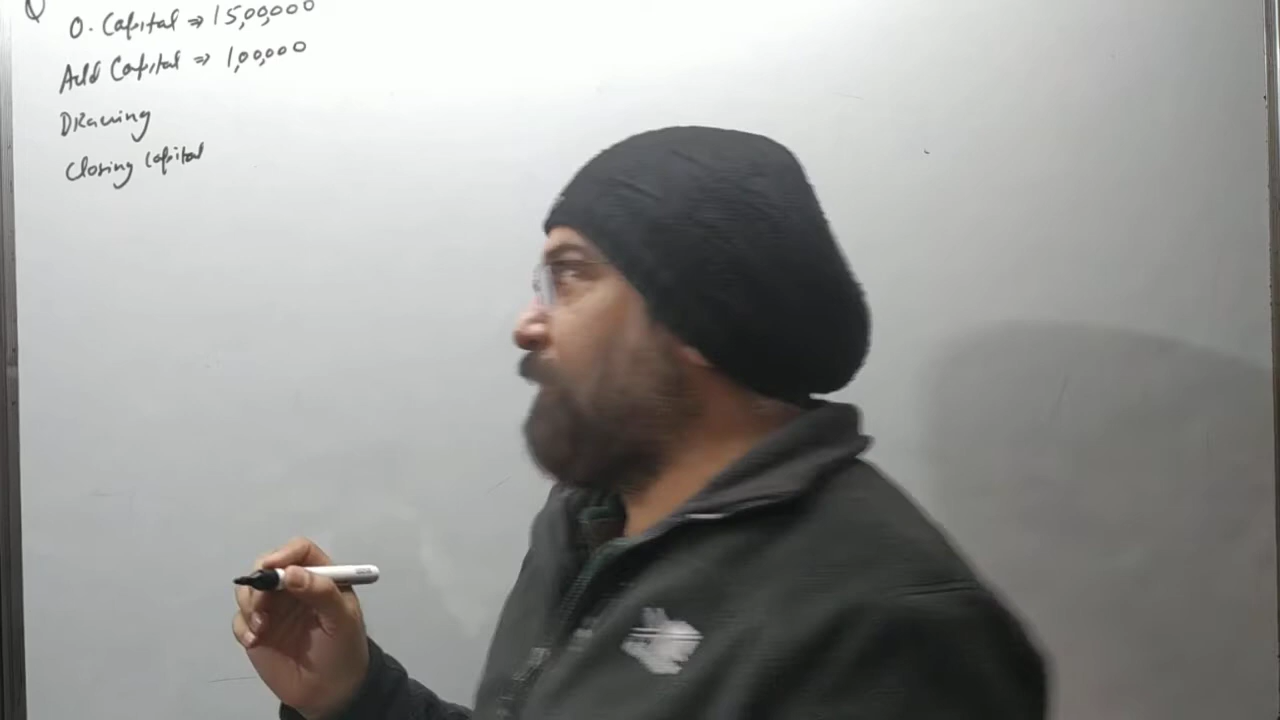 Q
O. Capital ⇒ 15,00,000
Add Capital ⇒ 1,00,000
Drawing
Closing Capital